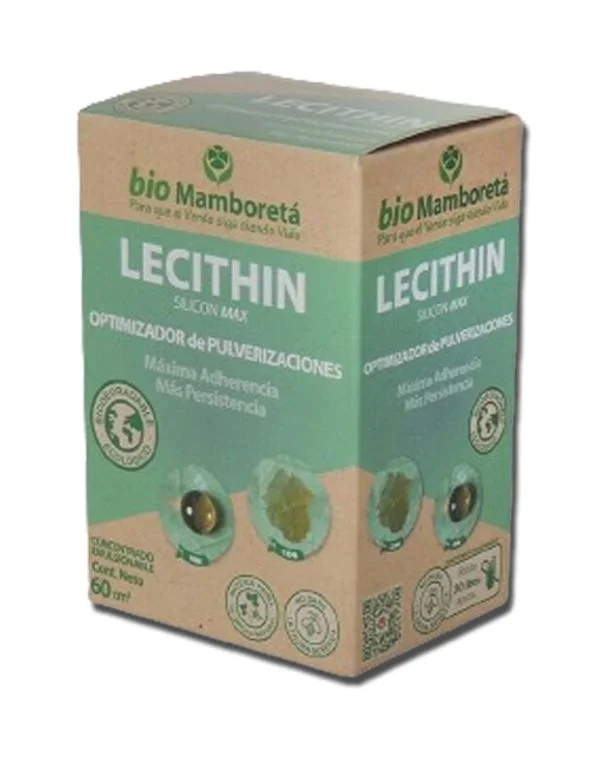 LECITHIN
bio Mamboretá
Para que el Verde siga siendo Vida
LECITHIN
SILICON MAX
OPTIMIZADOR de PULVERIZACIONES
Máxima Adherencia
Más Persistencia
BIODEGRADABLE
ECOLÓGICO
CONCENTRADO
EMULSIONABLE
Cont. Neto
60 cm³
bio Mamboretá
Para que el Verde siga siendo Vida
LECITHIN
SILICON MAX
OPTIMIZADOR de PULVERIZACIONES
Máxima Adherencia
Más Persistencia